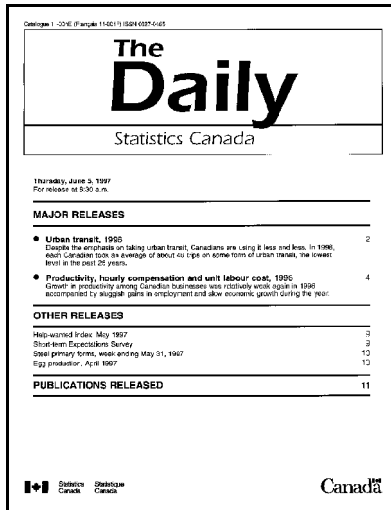 Catalogue 11-001E (Français 11-001F) ISSN 0827-0465
The
Daily
Statistics Canada
Thursday, June 5, 1997
For release at 8:30 a.m.
MAJOR RELEASES
● Urban transit, 1996 2
Despite the emphasis on taking urban transit, Canadians are using it less and less. In 1996,
each Canadian took an average of about 48 trips on some form of urban transit, the lowest
level in the past 25 years.
● Productivity, hourly compensation and unit labour cost, 1996 4
Growth in productivity among Canadian businesses was relatively weak again in 1996
accompanied by sluggish gains in employment and slow economic growth during the year.
OTHER RELEASES
Help-wanted Index, May 1997 9
Short-term Expectations Survey 9
Steel primary forms, week ending May 31, 1997 10
Egg production, April 1997 10
PUBLICATIONS RELEASED 11
Statistics Statistique
Canada Canada
Canada